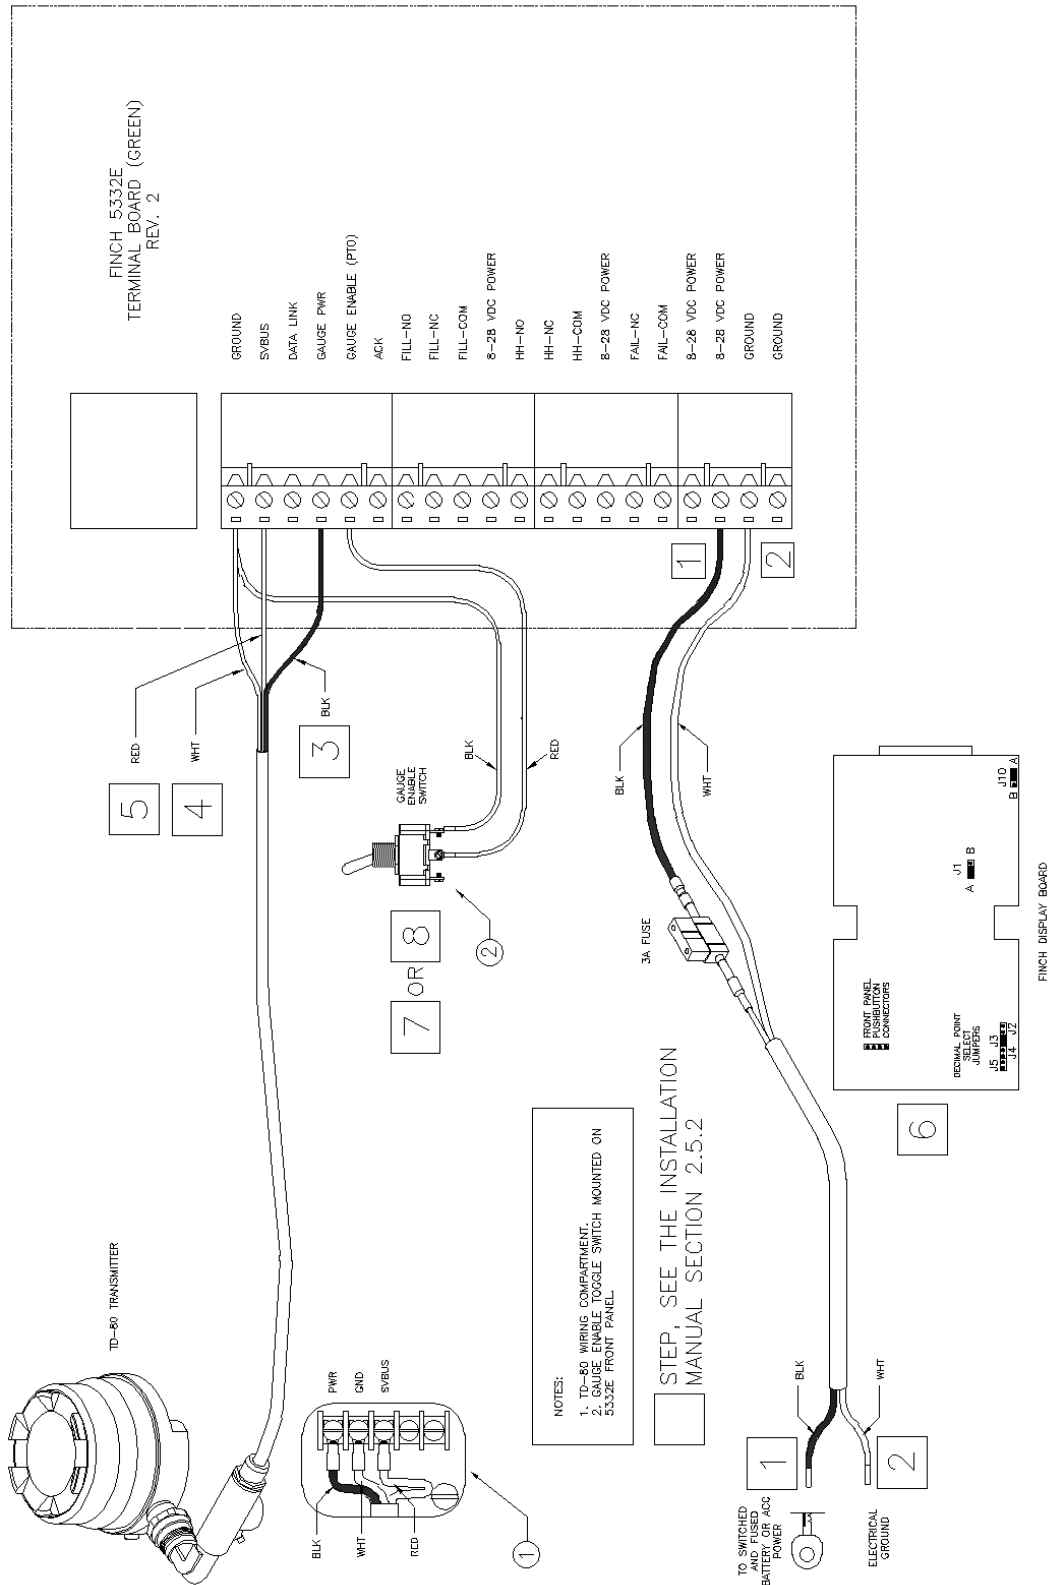 FINCH 5332E
TERMINAL BOARD (GREEN)
REV. 2
GROUND
SVBUS
DATA LINK
GAUGE PWR
GAUGE ENABLE (PTO)
ACK
FILL-NO
FILL-NC
FILL-COM
8-28 VDC POWER
HH-NO
HH-NC
HH-COM
8-28 VDC POWER
FAIL-NC
FAIL-COM
8-28 VDC POWER
8-28 VDC POWER
GROUND
GROUND
1
2
RED
5
WHT
4
BLK
3
GAUGE
ENABLE
SWITCH
BLK
RED
7 OR 8
2
BLK
WHT
3A FUSE
TD-80 TRANSMITTER
PWR
GND
SVBUS
BLK
WHT
RED
1
NOTES:
1. TD-80 WIRING COMPARTMENT.
2. GAUGE ENABLE TOGGLE SWITCH MOUNTED ON
5332E FRONT PANEL.
STEP, SEE THE INSTALLATION
MANUAL SECTION 2.5.2
BLK
WHT
1
2
TO SWITCHED
AND FUSED
BATTERY OR ACC
POWER
ELECTRICAL
GROUND
6
FRONT PANEL
PUSHBUTTON
CONNECTORS
DECIMAL POINT
SELECT
JUMPERS
J5 J3
J4 J2
J1
A B
J10
B A
FINCH DISPLAY BOARD